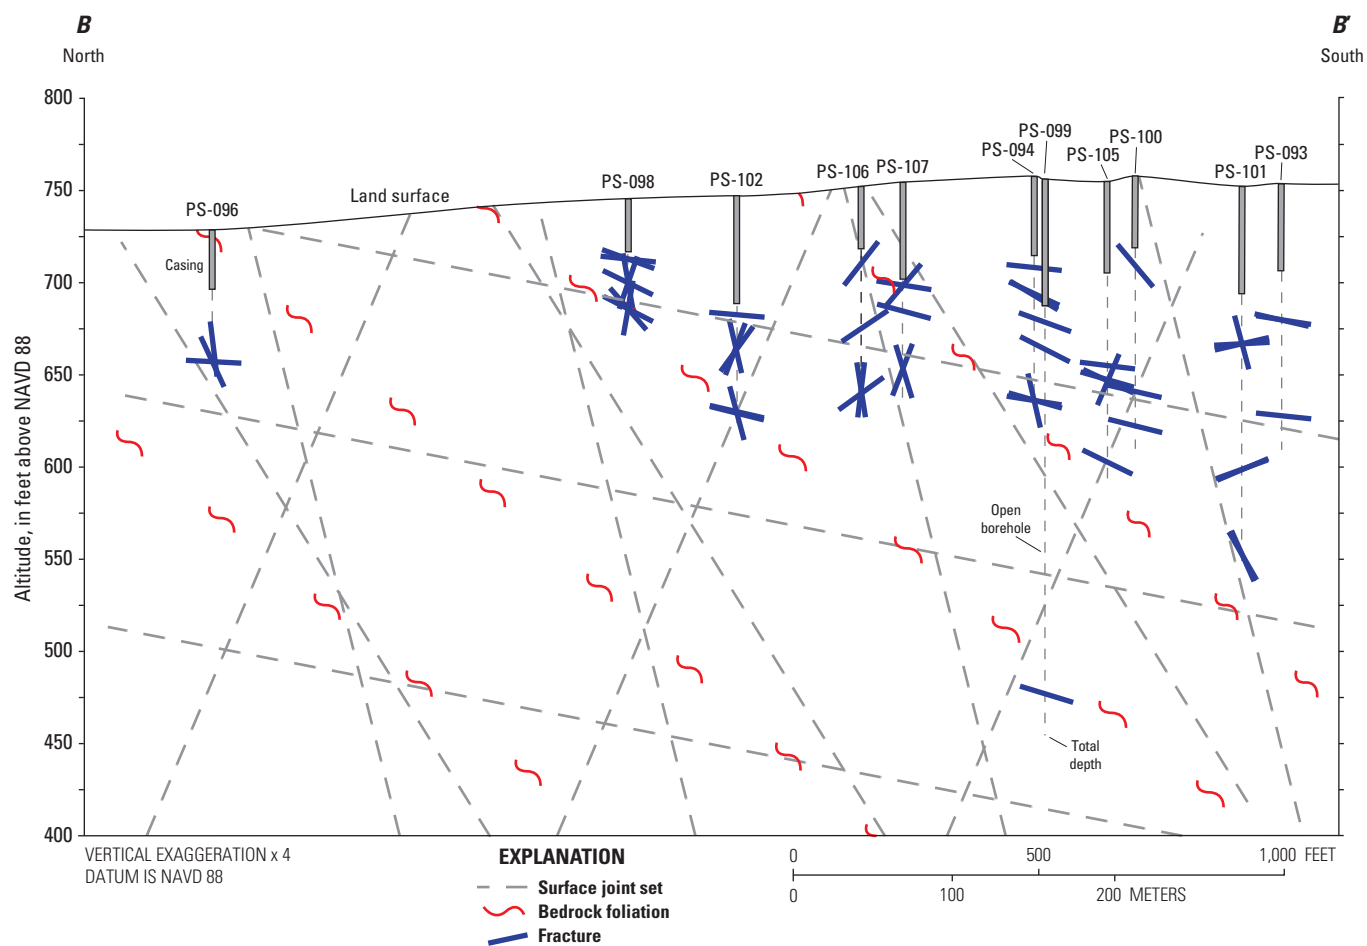 B
North
B′
South
800
750
700
650
600
550
500
450
400
Altitude, in feet above NAVD 88
PS-096
Land surface
PS-098
PS-102
PS-106
PS-107
PS-094
PS-099
PS-105
PS-100
PS-101
PS-093
Casing
Open
borehole
Total
depth
VERTICAL EXAGGERATION x 4
DATUM IS NAVD 88
EXPLANATION
Surface joint set
Bedrock foliation
Fracture
0 500 1,000 FEET
0 100 200 METERS